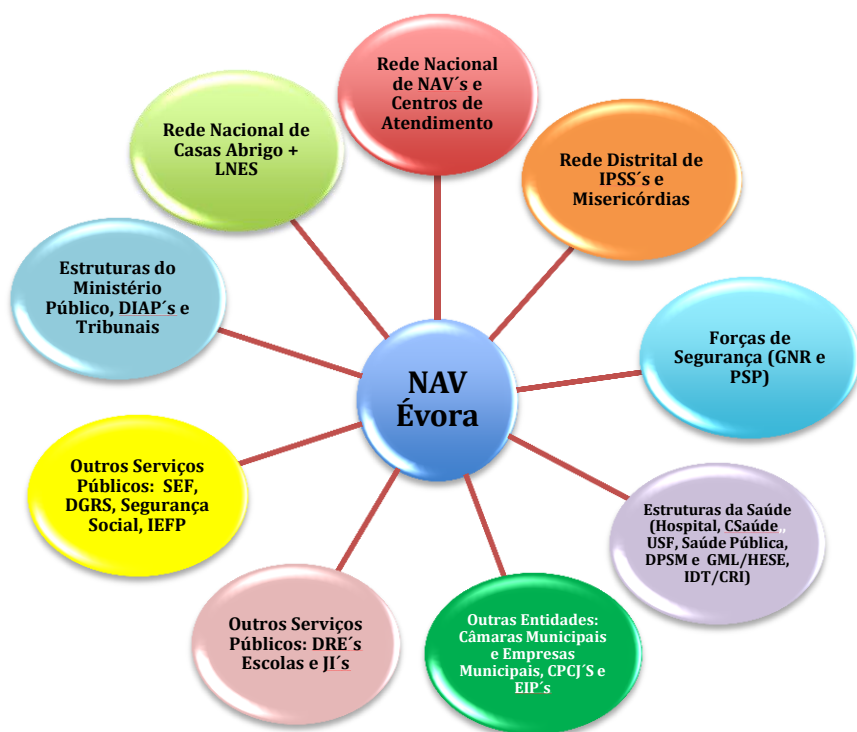 Rede Nacional
de NAV´s e
Centros de
Atendimento
Rede Nacional de
Casas Abrigo +
LNES
Rede Distrital de
IPSS´s e
Misericórdias
Estruturas do
Ministério
Público, DIAP´s e
Tribunais
Forças de
Segurança (GNR e
PSP)
NAV
Évora
Outros Serviços
Públicos:  SEF,
DGRS, Segurança
Social, IEFP
Estruturas da Saúde
(Hospital, CSaúde,,
USF, Saúde Pública,
DPSM e  GML/HESE,
IDT/CRI)
Outros Serviços
Públicos: DRE´s
Escolas e JI´s
Outras Entidades:
Câmaras Municipais
e Empresas
Municipais, CPCJ´S e
EIP´s